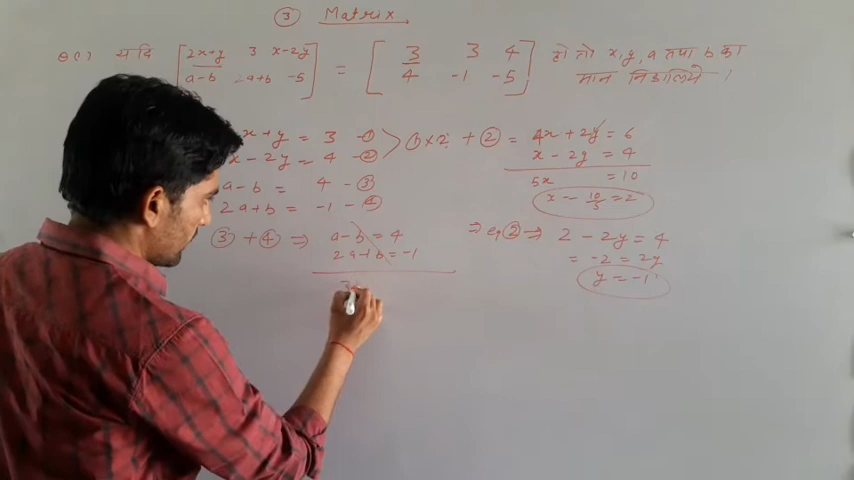 ③ Matrix
Q(1) यदि [2x+y 3 x-2y] = [3 3 4] हो तो x, y, a तथा b का
[a-b 2a+b -5] [4 -1 -5] मान निकालिये ।
x+y = 3 -① > ①×2 + ② = 4x + 2y = 6
x - 2y = 4 -② x - 2y = 4
a-b = 4 -③ 5x = 10
2a+b = -1 -④ x = 10/5 = 2
③ + ④ ⇒ a-b = 4 ⇒ eq ② ⇒ 2 - 2y = 4
2a+b = -1 = -2 = 2y
y = -1